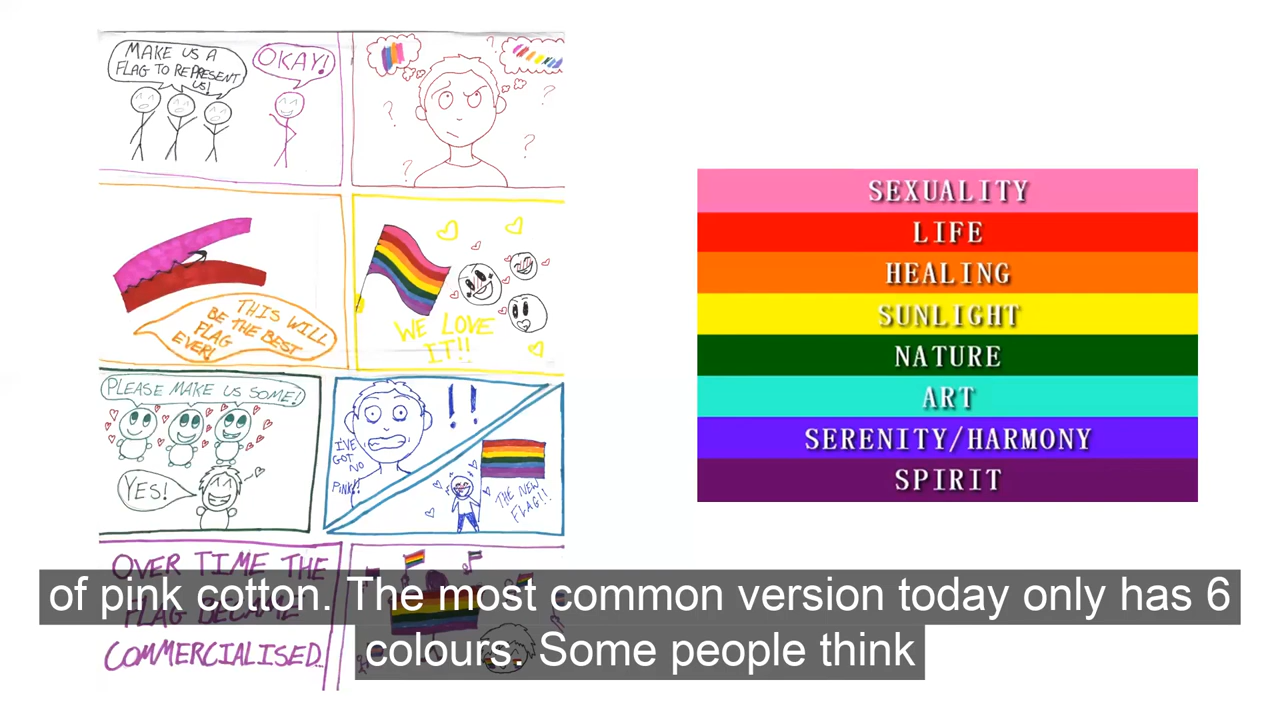 MAKE US A
FLAG TO REPRESENT
US!
OKAY!
?
?
?
?
THIS WILL
BE THE BEST
FLAG
EVER!
WE LOVE
IT!!
PLEASE MAKE US SOME!
YES!
I'VE
GOT
NO
PINK!!
!!
THE NEW
FLAG!!
OVER TIME THE
FLAG BECAME
COMMERCIALISED...
SEXUALITY
LIFE
HEALING
SUNLIGHT
NATURE
ART
SERENITY/HARMONY
SPIRIT
of pink cotton. The most common version today only has 6
colours. Some people think